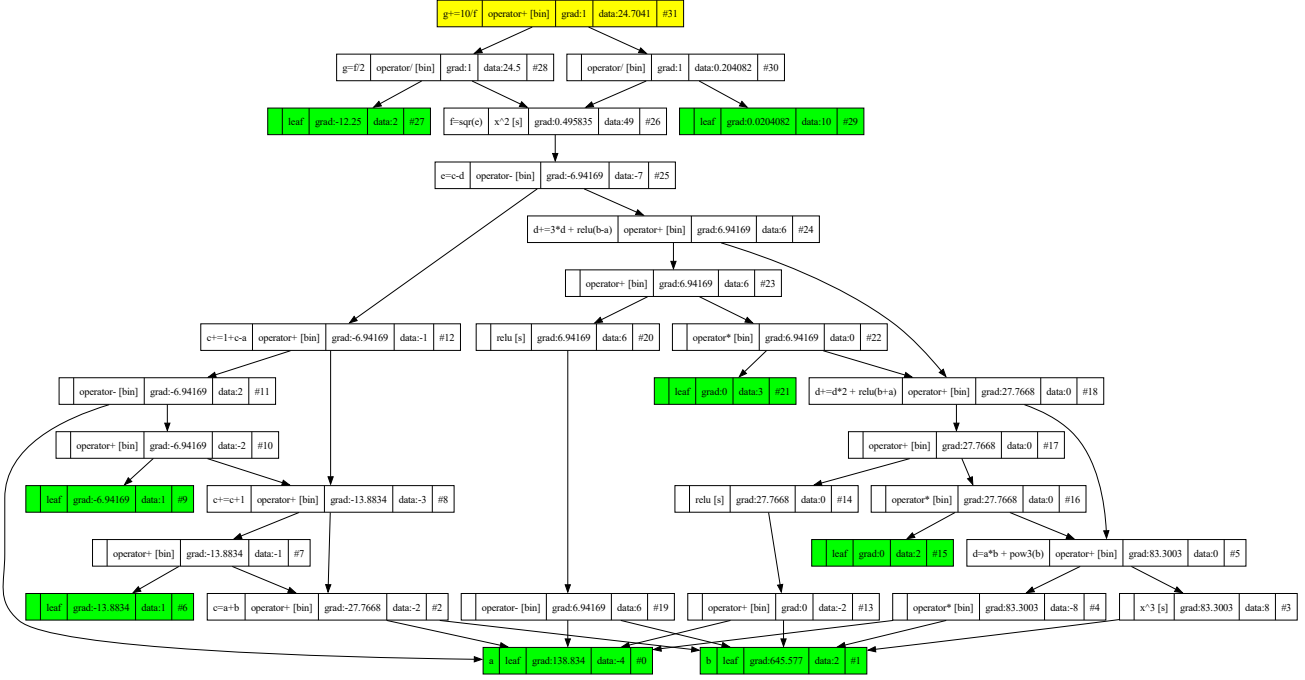 g+=10/f operator+ [bin] grad:1 data:24.7041 #31
g=f/2 operator/ [bin] grad:1 data:24.5 #28
operator/ [bin] grad:1 data:0.204082 #30
leaf grad:-12.25 data:2 #27
f=sqr(e) x^2 [s] grad:0.495835 data:49 #26
leaf grad:0.0204082 data:10 #29
e=c-d operator- [bin] grad:-6.94169 data:-7 #25
d+=3*d + relu(b-a) operator+ [bin] grad:6.94169 data:6 #24
operator+ [bin] grad:6.94169 data:6 #23
c+=1+c-a operator+ [bin] grad:-6.94169 data:-1 #12
relu [s] grad:6.94169 data:6 #20
operator* [bin] grad:6.94169 data:0 #22
operator- [bin] grad:-6.94169 data:2 #11
leaf grad:0 data:3 #21
d+=d*2 + relu(b+a) operator+ [bin] grad:27.7668 data:0 #18
operator+ [bin] grad:-6.94169 data:-2 #10
operator+ [bin] grad:27.7668 data:0 #17
leaf grad:-6.94169 data:1 #9
c+=c+1 operator+ [bin] grad:-13.8834 data:-3 #8
relu [s] grad:27.7668 data:0 #14
operator* [bin] grad:27.7668 data:0 #16
operator+ [bin] grad:-13.8834 data:-1 #7
leaf grad:0 data:2 #15
d=a*b + pow3(b) operator+ [bin] grad:83.3003 data:0 #5
leaf grad:-13.8834 data:1 #6
c=a+b operator+ [bin] grad:-27.7668 data:-2 #2
operator- [bin] grad:6.94169 data:6 #19
operator+ [bin] grad:0 data:-2 #13
operator* [bin] grad:83.3003 data:-8 #4
x^3 [s] grad:83.3003 data:8 #3
a leaf grad:138.834 data:-4 #0
b leaf grad:645.577 data:2 #1